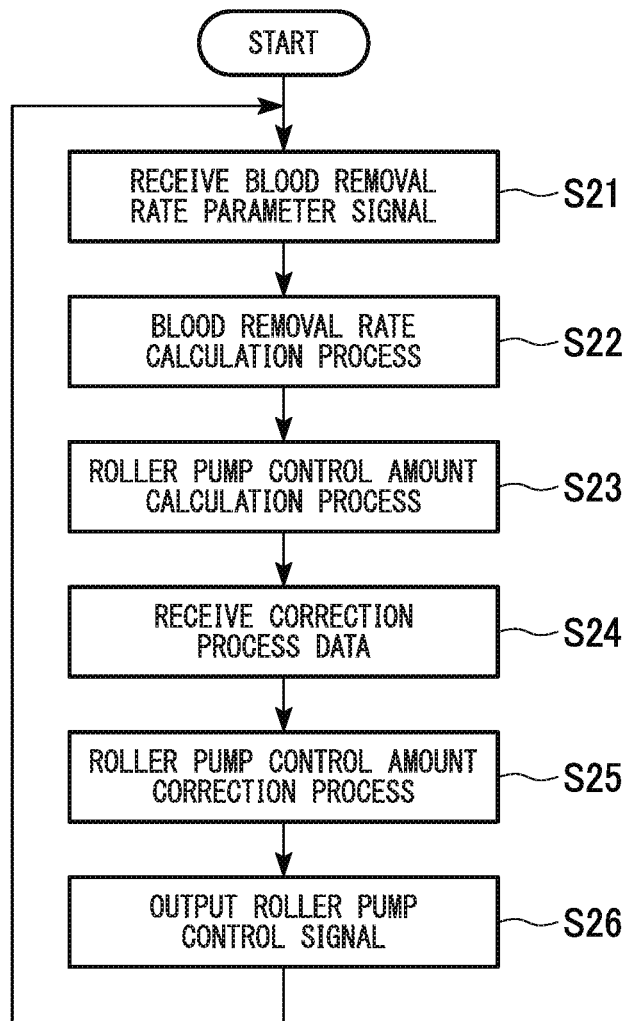 START
RECEIVE BLOOD REMOVAL
RATE PARAMETER SIGNAL
S21
BLOOD REMOVAL RATE
CALCULATION PROCESS
S22
ROLLER PUMP CONTROL AMOUNT
CALCULATION PROCESS
S23
RECEIVE CORRECTION
PROCESS DATA
S24
ROLLER PUMP CONTROL AMOUNT
CORRECTION PROCESS
S25
OUTPUT ROLLER PUMP
CONTROL SIGNAL
S26